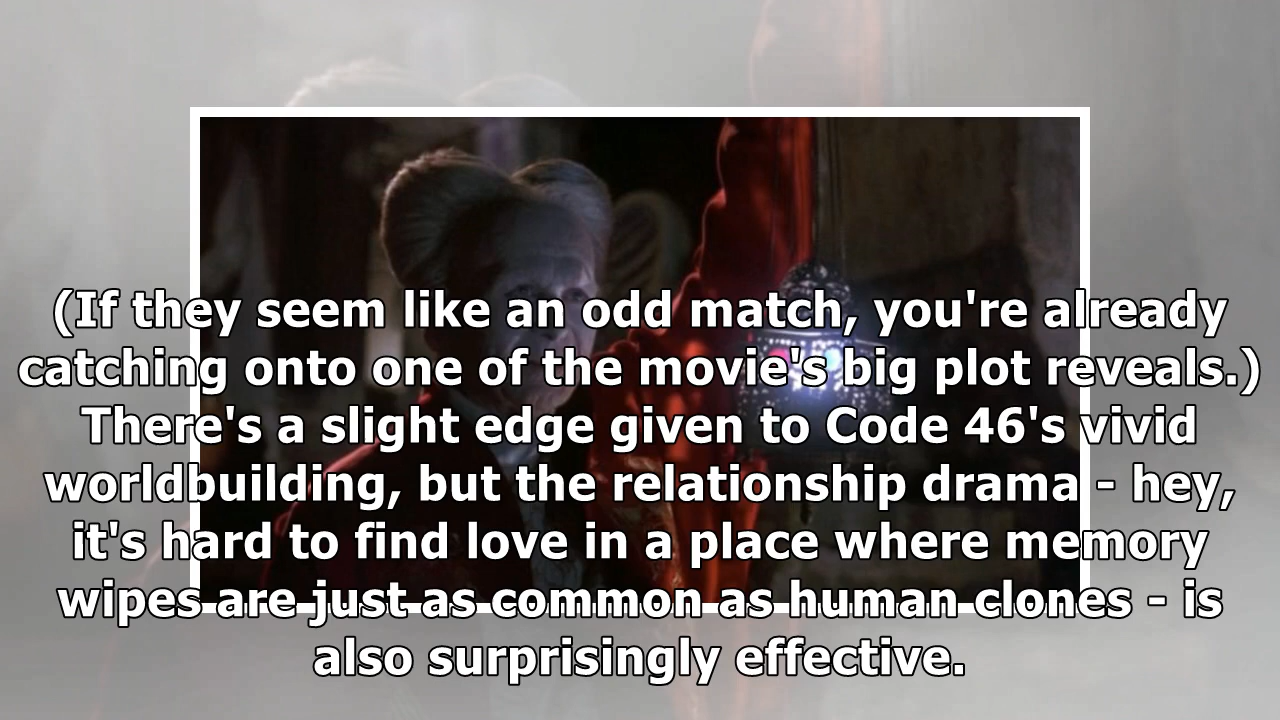 (If they seem like an odd match, you're already
catching onto one of the movie's big plot reveals.)
There's a slight edge given to Code 46's vivid
worldbuilding, but the relationship drama - hey,
it's hard to find love in a place where memory
wipes are just as common as human clones - is
also surprisingly effective.